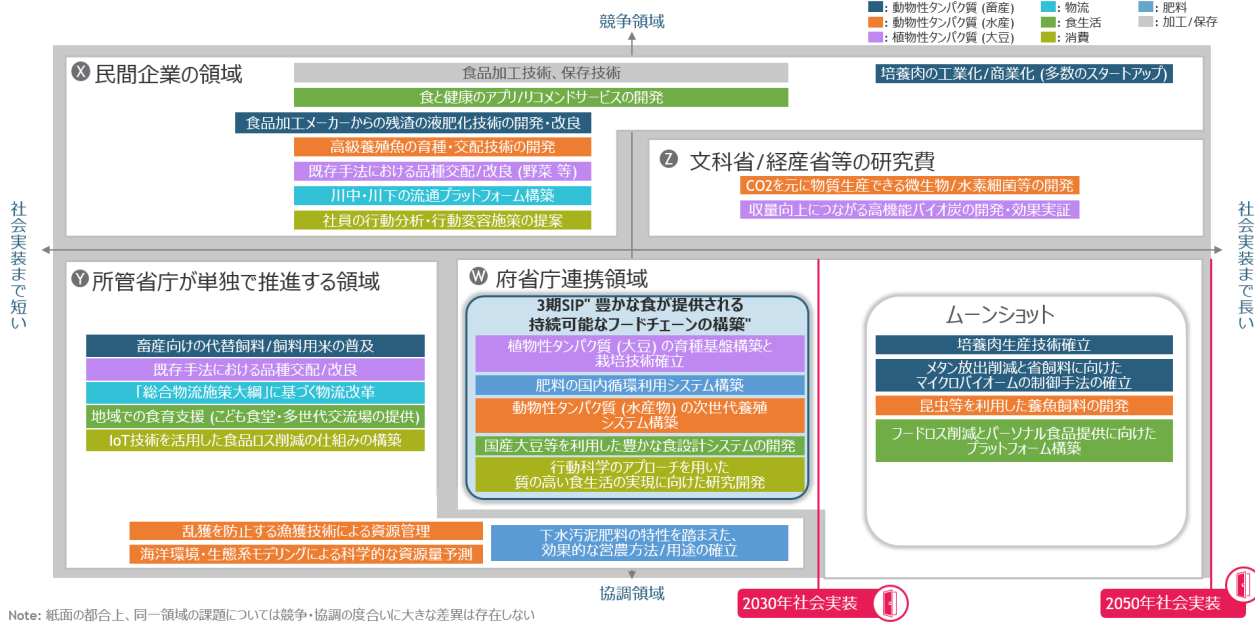 競争領域
■: 動物性タンパク質 (畜産)
■: 動物性タンパク質 (水産)
■: 植物性タンパク質 (大豆)
■: 物流
■: 食生活
■: 消費
■: 肥料
■: 加工/保存
X 民間企業の領域
食品加工技術、保存技術
食と健康のアプリ/リコメンドサービスの開発
食品加工メーカーからの残渣の液肥化技術の開発・改良
高級養殖魚の育種・交配技術の開発
既存手法における品種交配/改良 (野菜 等)
川中・川下の流通プラットフォーム構築
社員の行動分析・行動変容施策の提案
培養肉の工業化/商業化 (多数のスタートアップ)
Z 文科省/経産省等の研究費
CO2を元に物質生産できる微生物/水素細菌等の開発
収量向上につながる高機能バイオ炭の開発・効果実証
社会実装まで短い
社会実装まで長い
Y 所管省庁が単独で推進する領域
畜産向けの代替飼料/飼料用米の普及
既存手法における品種交配/改良
「総合物流施策大綱」に基づく物流改革
地域での食育支援 (こども食堂・多世代交流場の提供)
IoT技術を活用した食品ロス削減の仕組みの構築
乱獲を防止する漁獲技術による資源管理
海洋環境・生態系モデリングによる科学的な資源量予測
W 府省庁連携領域
3期SIP" 豊かな食が提供される
持続可能なフードチェーンの構築"
植物性タンパク質 (大豆) の育種基盤構築と
栽培技術確立
肥料の国内循環利用システム構築
動物性タンパク質 (水産物) の次世代養殖
システム構築
国産大豆等を利用した豊かな食設計システムの開発
行動科学のアプローチを用いた
質の高い食生活の実現に向けた研究開発
下水汚泥肥料の特性を踏まえた、
効果的な営農方法/用途の確立
ムーンショット
培養肉生産技術確立
メタン放出削減と省飼料に向けた
マイクロバイオームの制御手法の確立
昆虫等を利用した養魚飼料の開発
フードロス削減とパーソナル食品提供に向けた
プラットフォーム構築
協調領域
2030年社会実装
2050年社会実装
Note: 紙面の都合上、同一領域の課題については競争・協調の度合いに大きな差異は存在しない